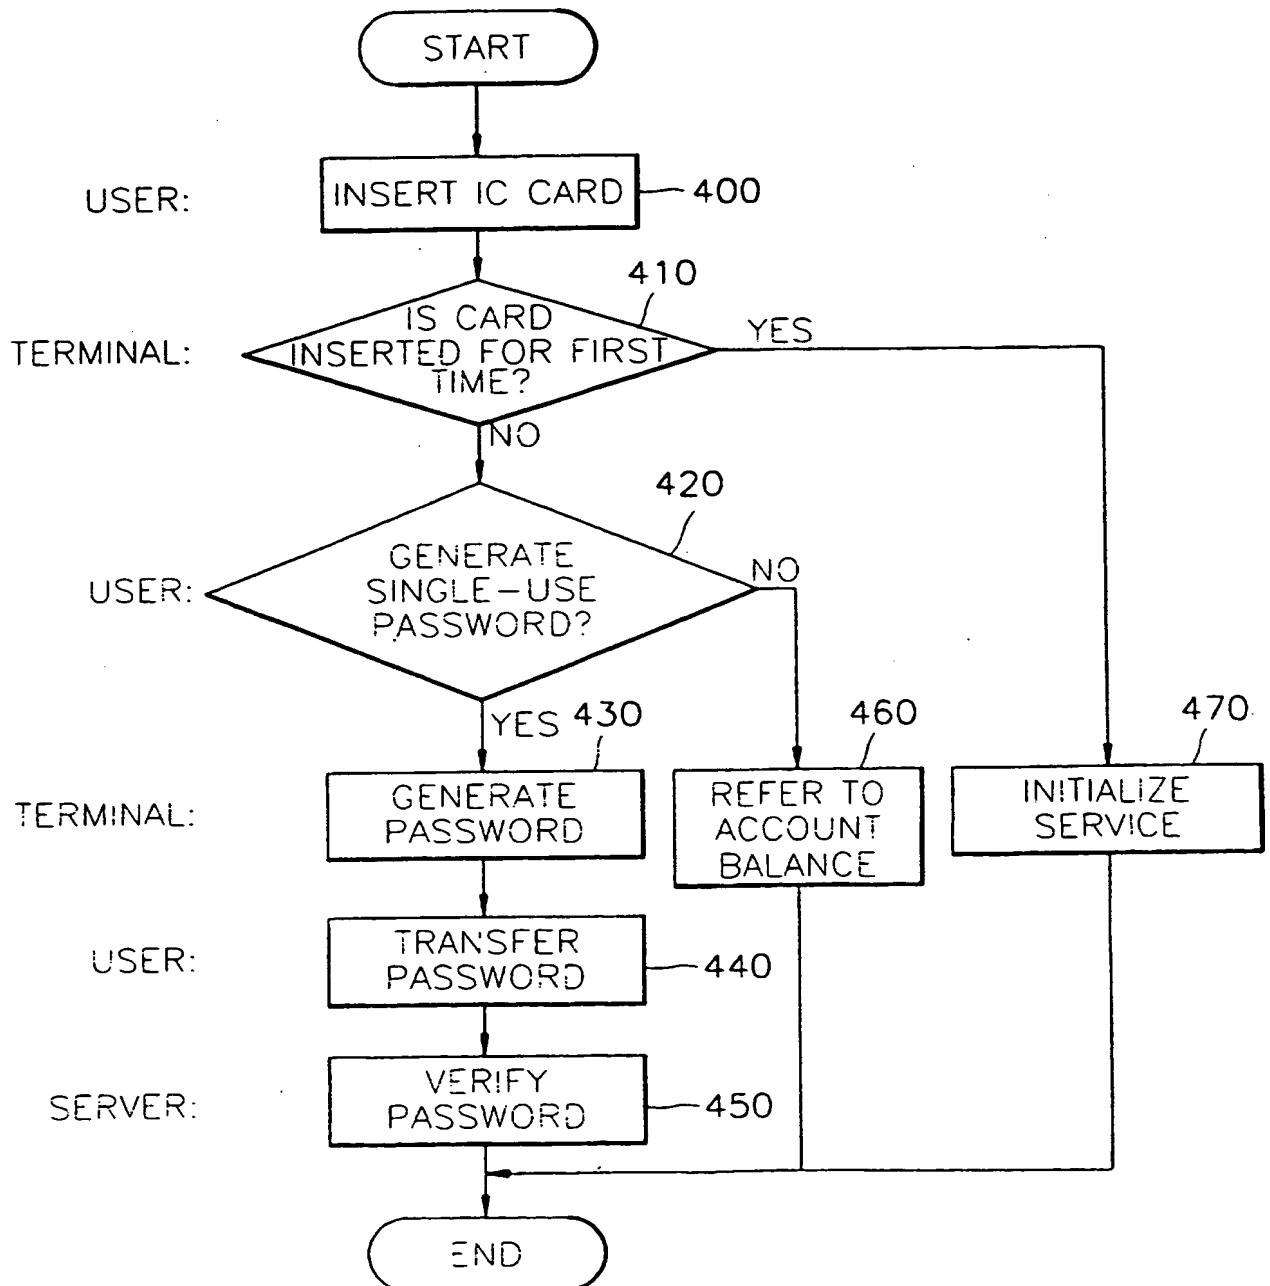 START
USER:
INSERT IC CARD
400
410
TERMINAL:
IS CARD
INSERTED FOR FIRST
TIME?
YES
NO
420
USER:
GENERATE
SINGLE-USE
PASSWORD?
NO
YES
430
460
470
TERMINAL:
GENERATE
PASSWORD
REFER TO
ACCOUNT
BALANCE
INITIALIZE
SERVICE
USER:
TRANSFER
PASSWORD
440
SERVER:
VERIFY
PASSWORD
450
END